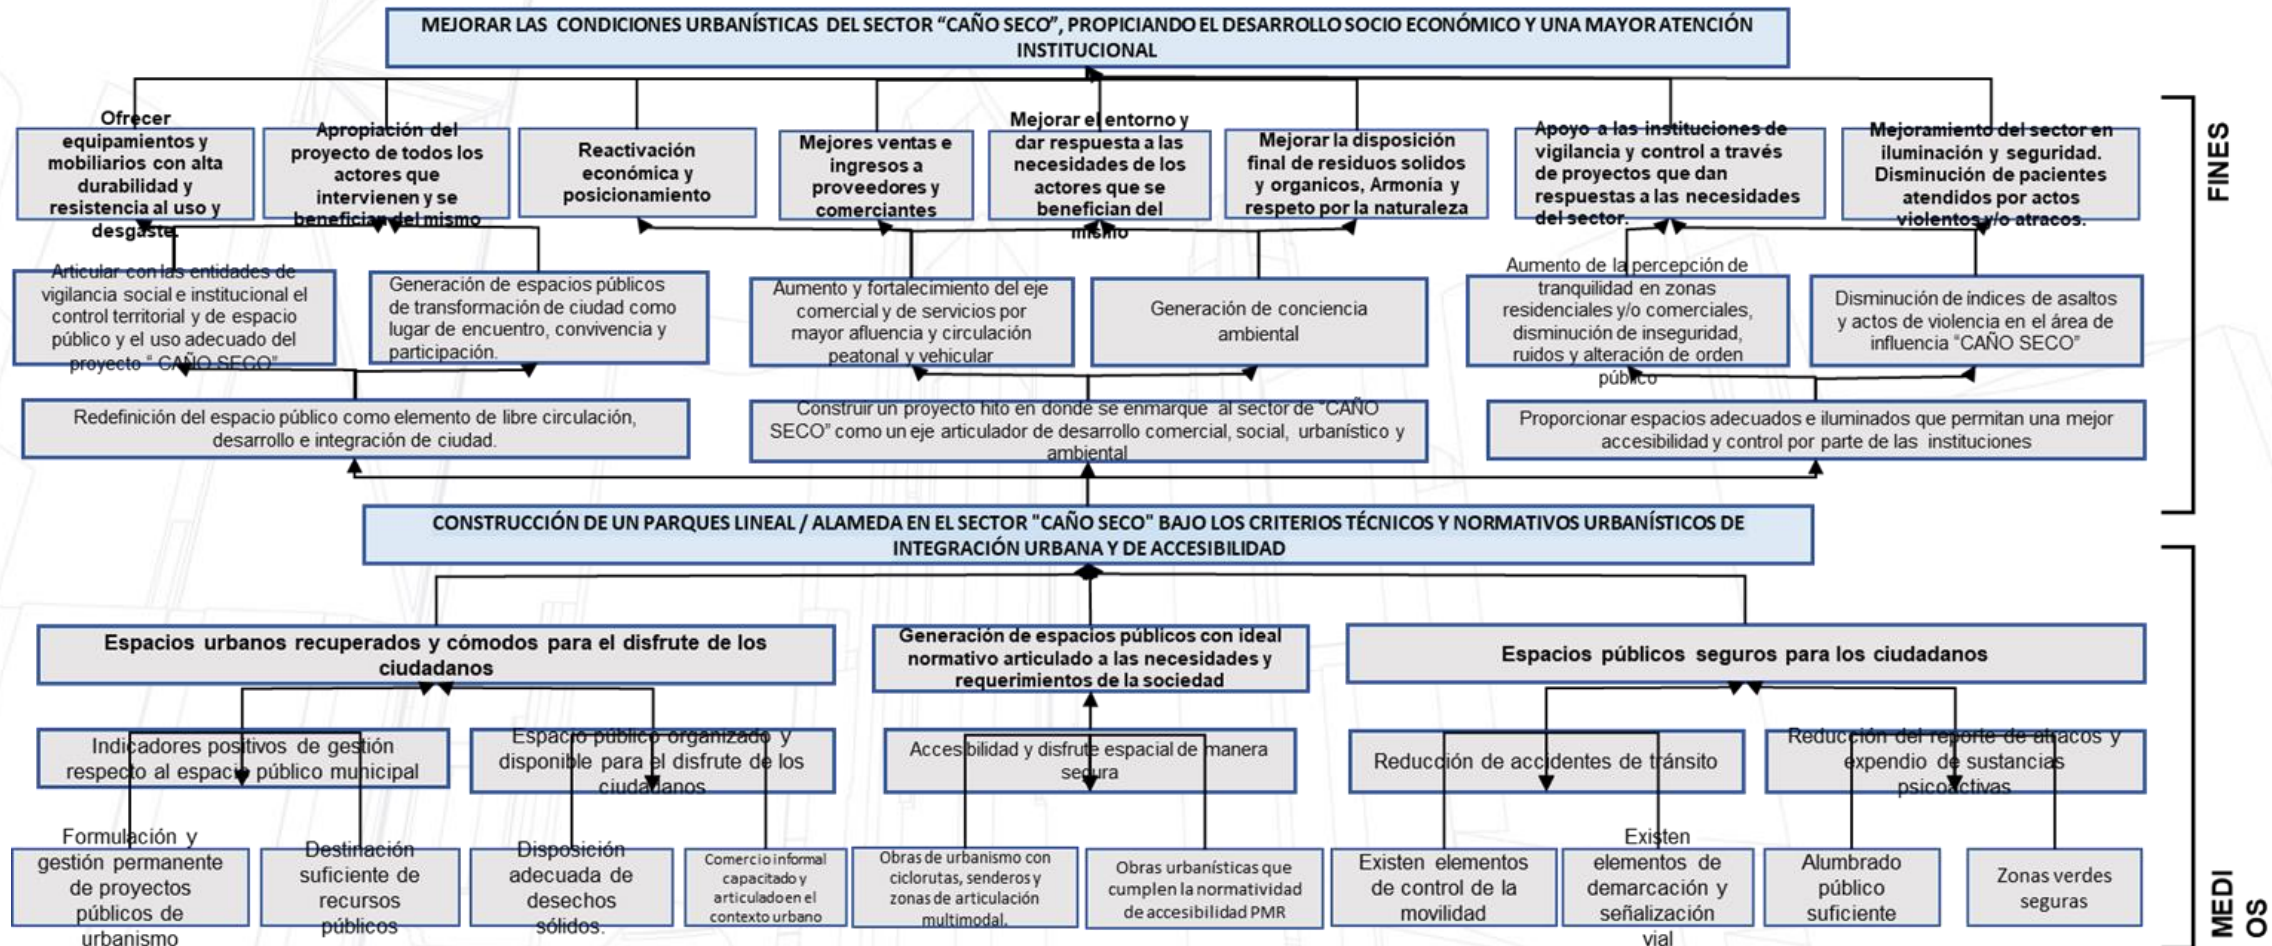 MEJORAR LAS CONDICIONES URBANÍSTICAS DEL SECTOR “CAÑO SECO”, PROPICIANDO EL DESARROLLO SOCIO ECONÓMICO Y UNA MAYOR ATENCIÓN
INSTITUCIONAL
Ofrecer
equipamientos y
mobiliarios con alta
durabilidad y
resistencia al uso y
desgaste.
Apropiación del
proyecto de todos los
actores que
intervienen y se
benefician del mismo
Reactivación
económica y
posicionamiento
Mejores ventas e
ingresos a
proveedores y
comerciantes
Mejorar el entorno y
dar respuesta a las
necesidades de los
actores que se
benefician del
mismo
Mejorar la disposición
final de residuos solidos
y organicos, Armonía y
respeto por la naturaleza
Apoyo a las instituciones de
vigilancia y control a través
de proyectos que dan
respuestas a las necesidades
del sector.
Mejoramiento del sector en
iluminación y seguridad.
Disminución de pacientes
atendidos por actos
violentos y/o atracos.
FINES
Articular con las entidades de
vigilancia social e institucional el
control territorial y de espacio
público y el uso adecuado del
proyecto “ CAÑO SECO”
Generación de espacios públicos
de transformación de ciudad como
lugar de encuentro, convivencia y
participación.
Aumento y fortalecimiento del eje
comercial y de servicios por
mayor afluencia y circulación
peatonal y vehicular
Generación de conciencia
ambiental
Aumento de la percepción de
tranquilidad en zonas
residenciales y/o comerciales,
disminución de inseguridad,
ruidos y alteración de orden
público
Disminución de índices de asaltos
y actos de violencia en el área de
influencia “CAÑO SECO”
Redefinición del espacio público como elemento de libre circulación,
desarrollo e integración de ciudad.
Construir un proyecto hito en donde se enmarque al sector de “CAÑO
SECO” como un eje articulador de desarrollo comercial, social, urbanístico y
ambiental
Proporcionar espacios adecuados e iluminados que permitan una mejor
accesibilidad y control por parte de las instituciones
CONSTRUCCIÓN DE UN PARQUES LINEAL / ALAMEDA EN EL SECTOR "CAÑO SECO" BAJO LOS CRITERIOS TÉCNICOS Y NORMATIVOS URBANÍSTICOS DE
INTEGRACIÓN URBANA Y DE ACCESIBILIDAD
Espacios urbanos recuperados y cómodos para el disfrute de los
ciudadanos
Generación de espacios públicos con ideal
normativo articulado a las necesidades y
requerimientos de la sociedad
Espacios públicos seguros para los ciudadanos
Indicadores positivos de gestión
respecto al espacio público municipal
Espacio público organizado y
disponible para el disfrute de los
ciudadanos
Accesibilidad y disfrute espacial de manera
segura
Reducción de accidentes de tránsito
Reducción del reporte de atracos y
expendio de sustancias
psicoactivas
Formulación y
gestión permanente
de proyectos
públicos de
urbanismo
Destinación
suficiente de
recursos
públicos
Disposición
adecuada de
desechos
sólidos.
Comercio informal
capacitado y
articulado en el
contexto urbano
Obras de urbanismo con
ciclorutas, senderos y
zonas de articulación
multimodal.
Obras urbanísticas que
cumplen la normatividad
de accesibilidad PMR
Existen elementos
de control de la
movilidad
Existen
elementos de
demarcación y
señalización
vial
Alumbrado
público
suficiente
Zonas verdes
seguras
MEDI
OS